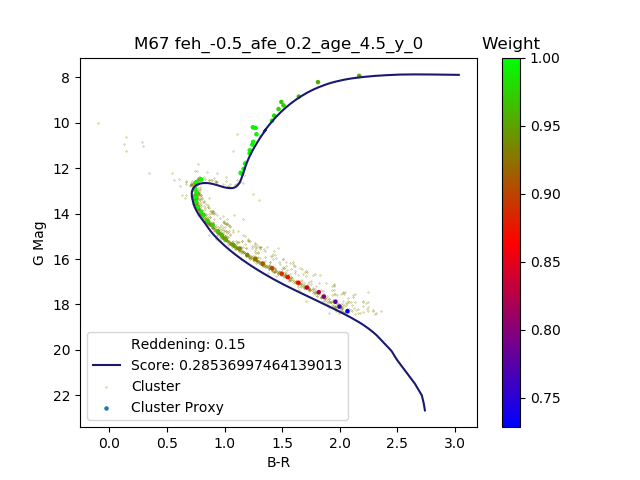 M67 feh_-0.5_afe_0.2_age_4.5_y_0
Weight
8
10
12
14
16
18
20
22
G Mag
0.0 0.5 1.0 1.5 2.0 2.5 3.0
B-R
Reddening: 0.15
Score: 0.28536997464139013
Cluster
Cluster Proxy
1.00
0.95
0.90
0.85
0.80
0.75